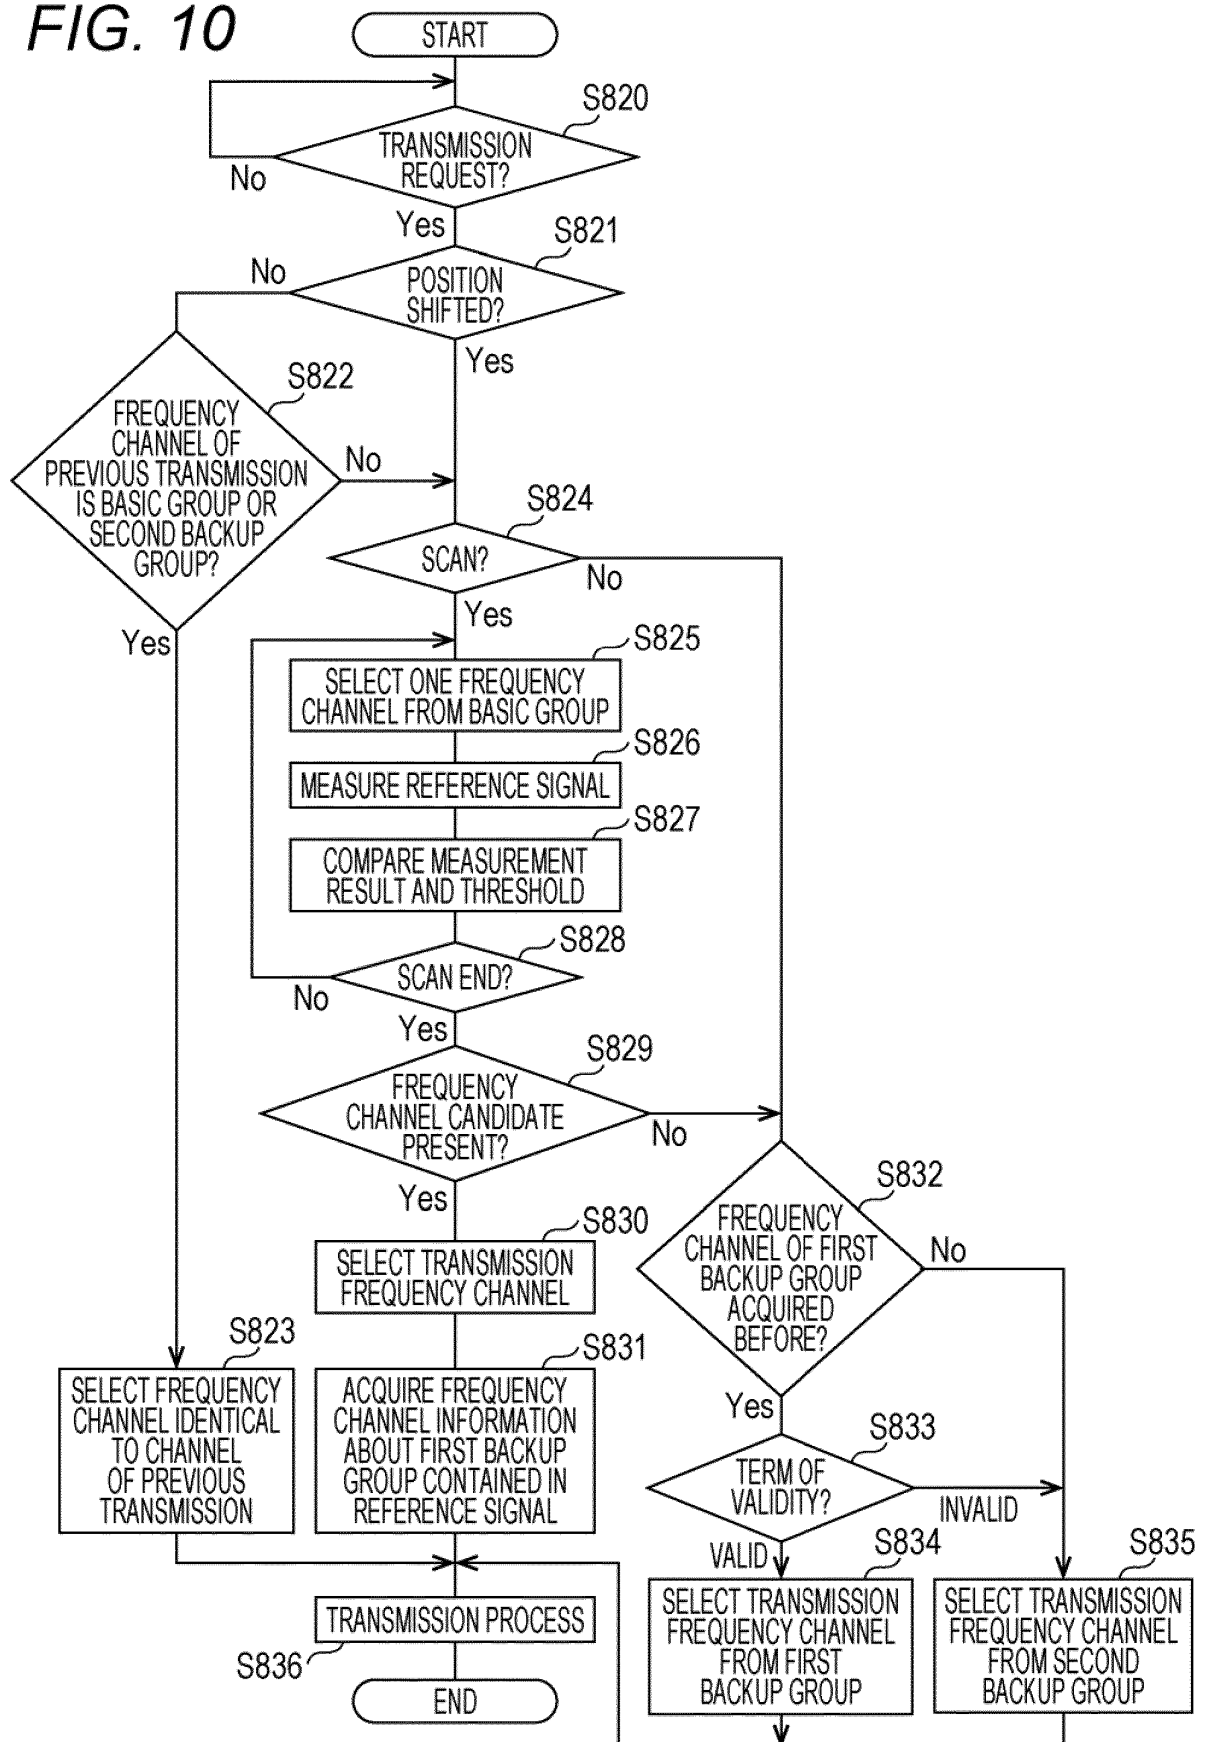 FIG. 10
START
S820
TRANSMISSION
REQUEST?
No
Yes
S821
No
POSITION
SHIFTED?
Yes
S822
FREQUENCY
CHANNEL OF
PREVIOUS TRANSMISSION
IS BASIC GROUP OR
SECOND BACKUP
GROUP?
No
Yes
S824
SCAN?
No
Yes
S825
SELECT ONE FREQUENCY
CHANNEL FROM BASIC GROUP
S826
MEASURE REFERENCE SIGNAL
S827
COMPARE MEASUREMENT
RESULT AND THRESHOLD
S828
SCAN END?
No
Yes
S829
FREQUENCY
CHANNEL CANDIDATE
PRESENT?
No
Yes
S830
SELECT TRANSMISSION
FREQUENCY CHANNEL
S823
SELECT FREQUENCY
CHANNEL IDENTICAL
TO CHANNEL
OF PREVIOUS
TRANSMISSION
S831
ACQUIRE FREQUENCY
CHANNEL INFORMATION
ABOUT FIRST BACKUP
GROUP CONTAINED IN
REFERENCE SIGNAL
S832
FREQUENCY
CHANNEL OF FIRST
BACKUP GROUP
ACQUIRED
BEFORE?
No
Yes
S833
TERM OF
VALIDITY?
INVALID
VALID
S834
SELECT TRANSMISSION
FREQUENCY CHANNEL
FROM FIRST
BACKUP GROUP
S835
SELECT TRANSMISSION
FREQUENCY CHANNEL
FROM SECOND
BACKUP GROUP
TRANSMISSION PROCESS
S836
END